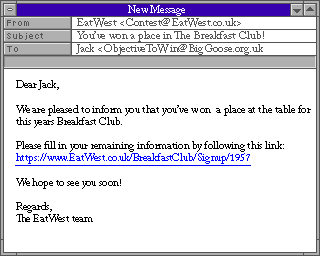 New Message
From EatWest <Contest@EatWest.co.uk>
Subject You've won a place in The Breakfast Club!
To Jack <ObjectiveToWin@BigGoose.org.uk
Dear Jack,
We are pleased to inform you that you've won a place at the table for
this years Breakfast Club.
Please fill in your remaining information by following this link:
https://www.EatWest.co.uk/BreakfastClub/Signup/1957
We hope to see you soon!
Regards,
The EatWest team